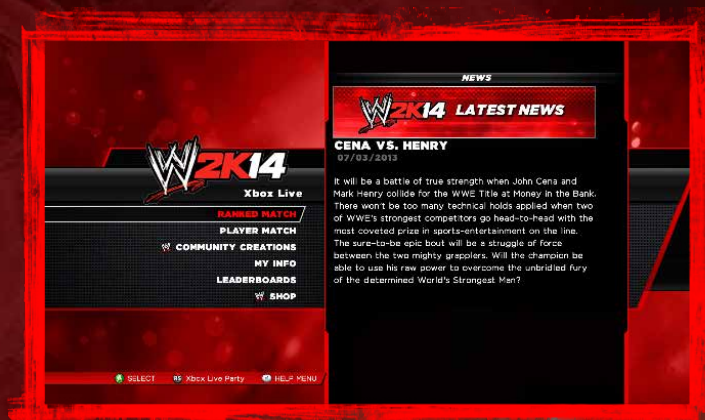 W 2K14
Xbox Live
RANKED MATCH
PLAYER MATCH
COMMUNITY CREATIONS
MY INFO
LEADERBOARDS
SHOP
A SELECT RS Xbox Live Party HELP MENU
NEWS
W 2K14 LATEST NEWS
CENA VS. HENRY
07/03/2013
It will be a battle of true strength when John Cena and
Mark Henry collide for the WWE Title at Money in the Bank.
There won't be too many technical holds applied when two
of WWE's strongest competitors go head-to-head with the
most coveted prize in sports-entertainment on the line.
The sure-to-be epic bout will be a struggle of force
between the two mighty grapplers. Will the champion be
able to use his raw power to overcome the unbridled fury
of the determined World's Strongest Man?